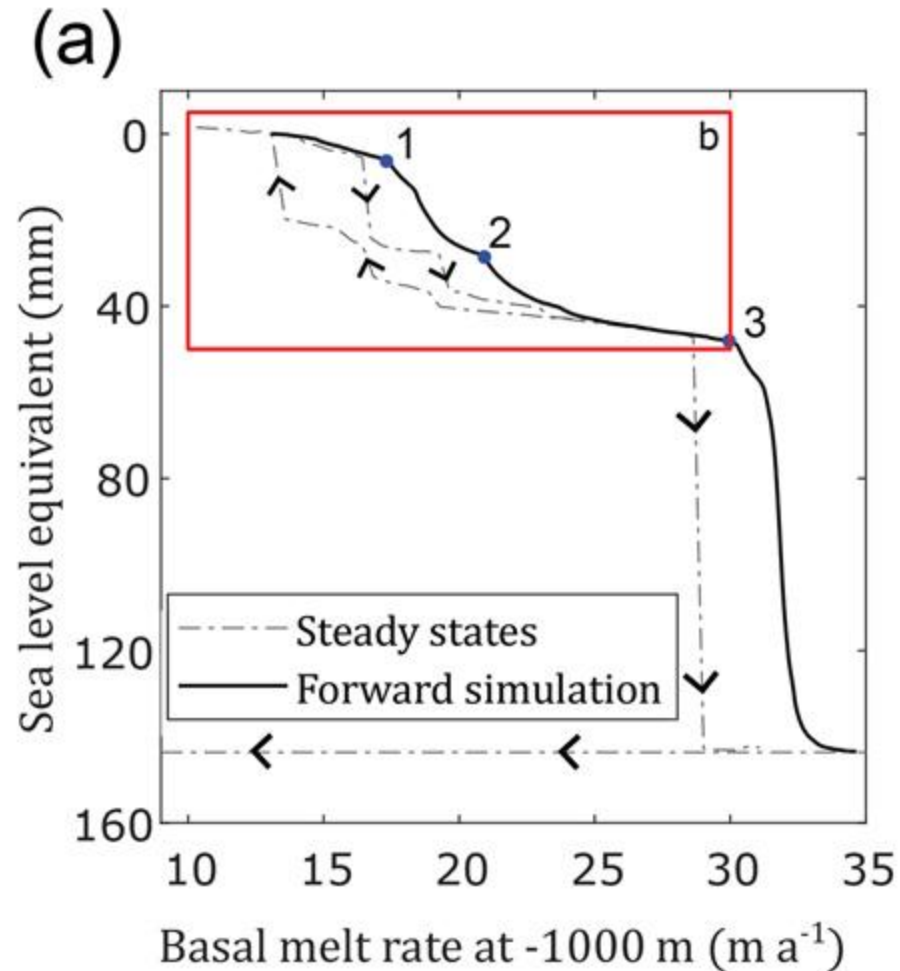 (a)
b
1
2
3
0
40
80
120
160
Sea level equivalent (mm)
Steady states
Forward simulation
10 15 20 25 30 35
Basal melt rate at -1000 m (m a⁻¹)